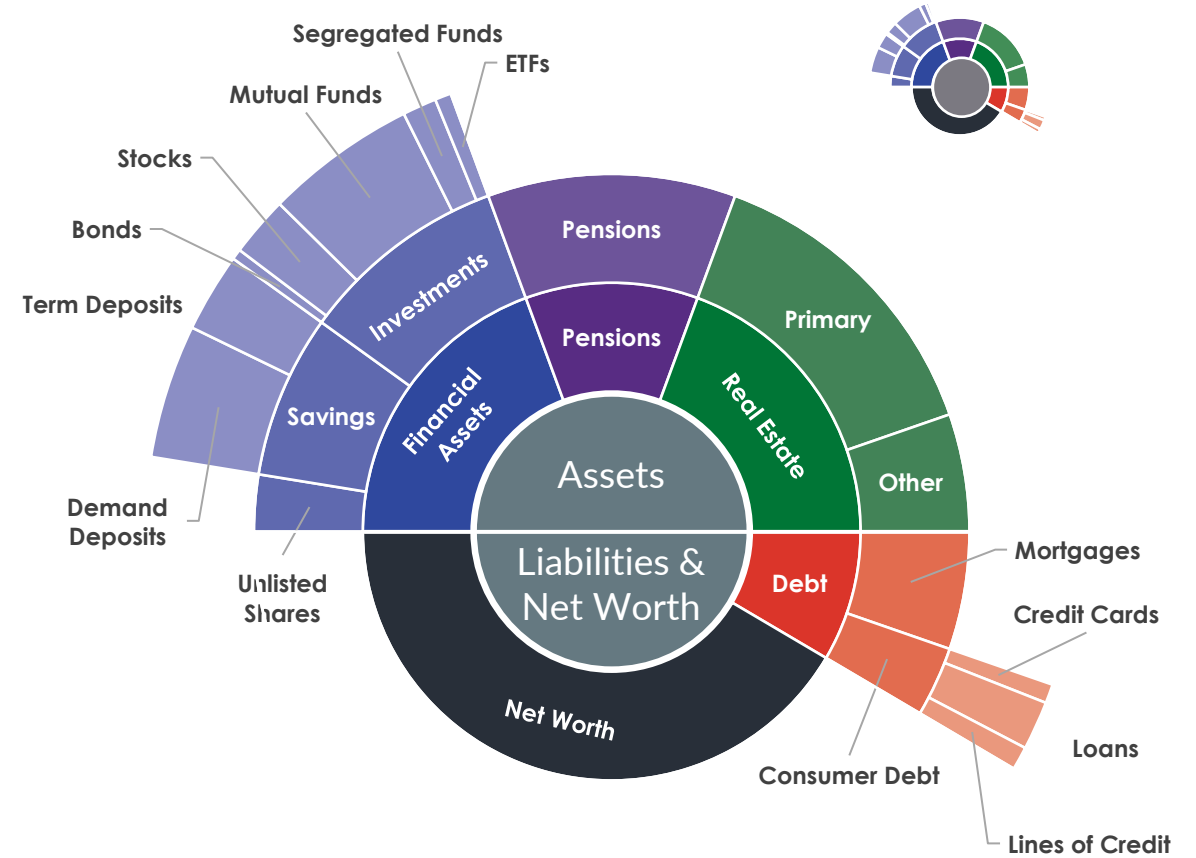 Segregated Funds
ETFs
Mutual Funds
Stocks
Bonds
Term Deposits
Demand
Deposits
Unlisted
Shares
Investments
Savings
Financial
Assets
Pensions
Pensions
Primary
Real Estate
Other
Assets
Liabilities &
Net Worth
Debt
Mortgages
Credit Cards
Loans
Lines of Credit
Consumer Debt
Net Worth